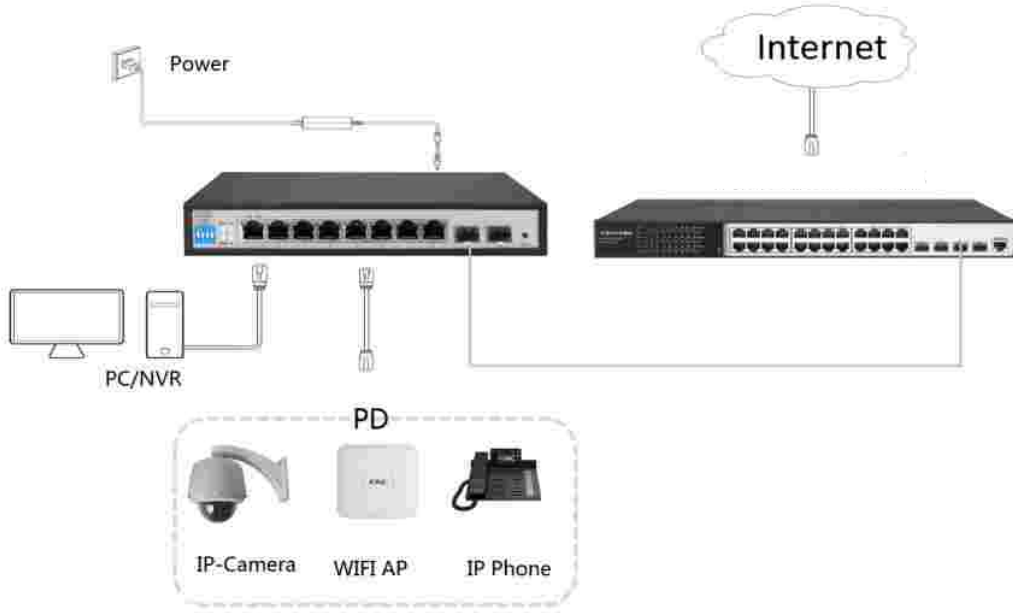 Power
Internet
PC/NVR
PD
IP-Camera
WIFI AP
IP Phone